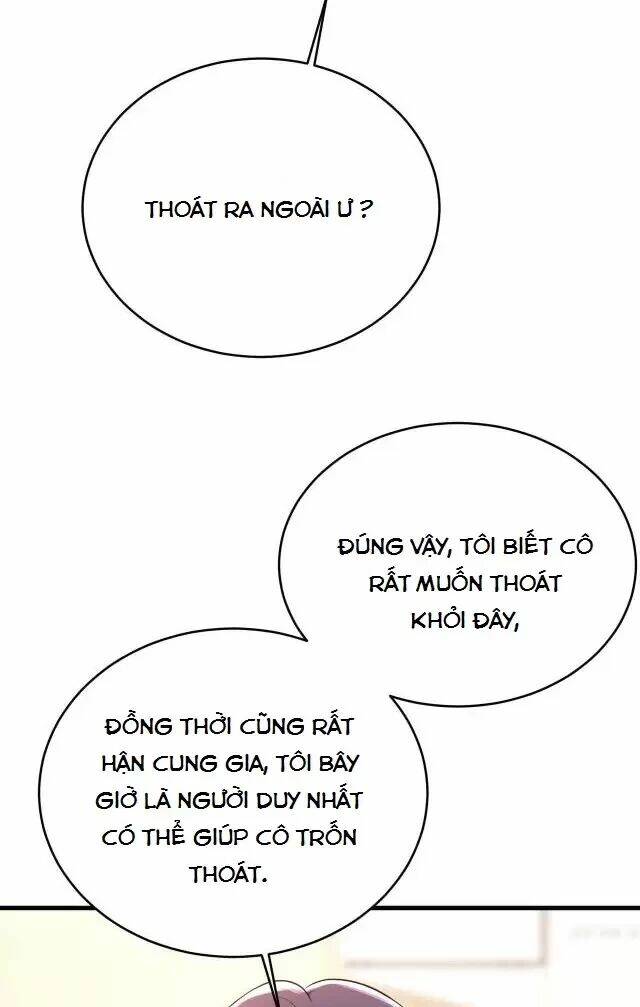 THOÁT RA NGOÀI Ư ?
ĐÚNG VẬY, TÔI BIẾT CÔ
RẤT MUỐN THOÁT
KHỎI ĐÂY,
ĐỒNG THỜI CŨNG RẤT
HẬN CUNG GIA, TÔI BÂY
GIỜ LÀ NGƯỜI DUY NHẤT
CÓ THỂ GIÚP CÔ TRỐN
THOÁT.